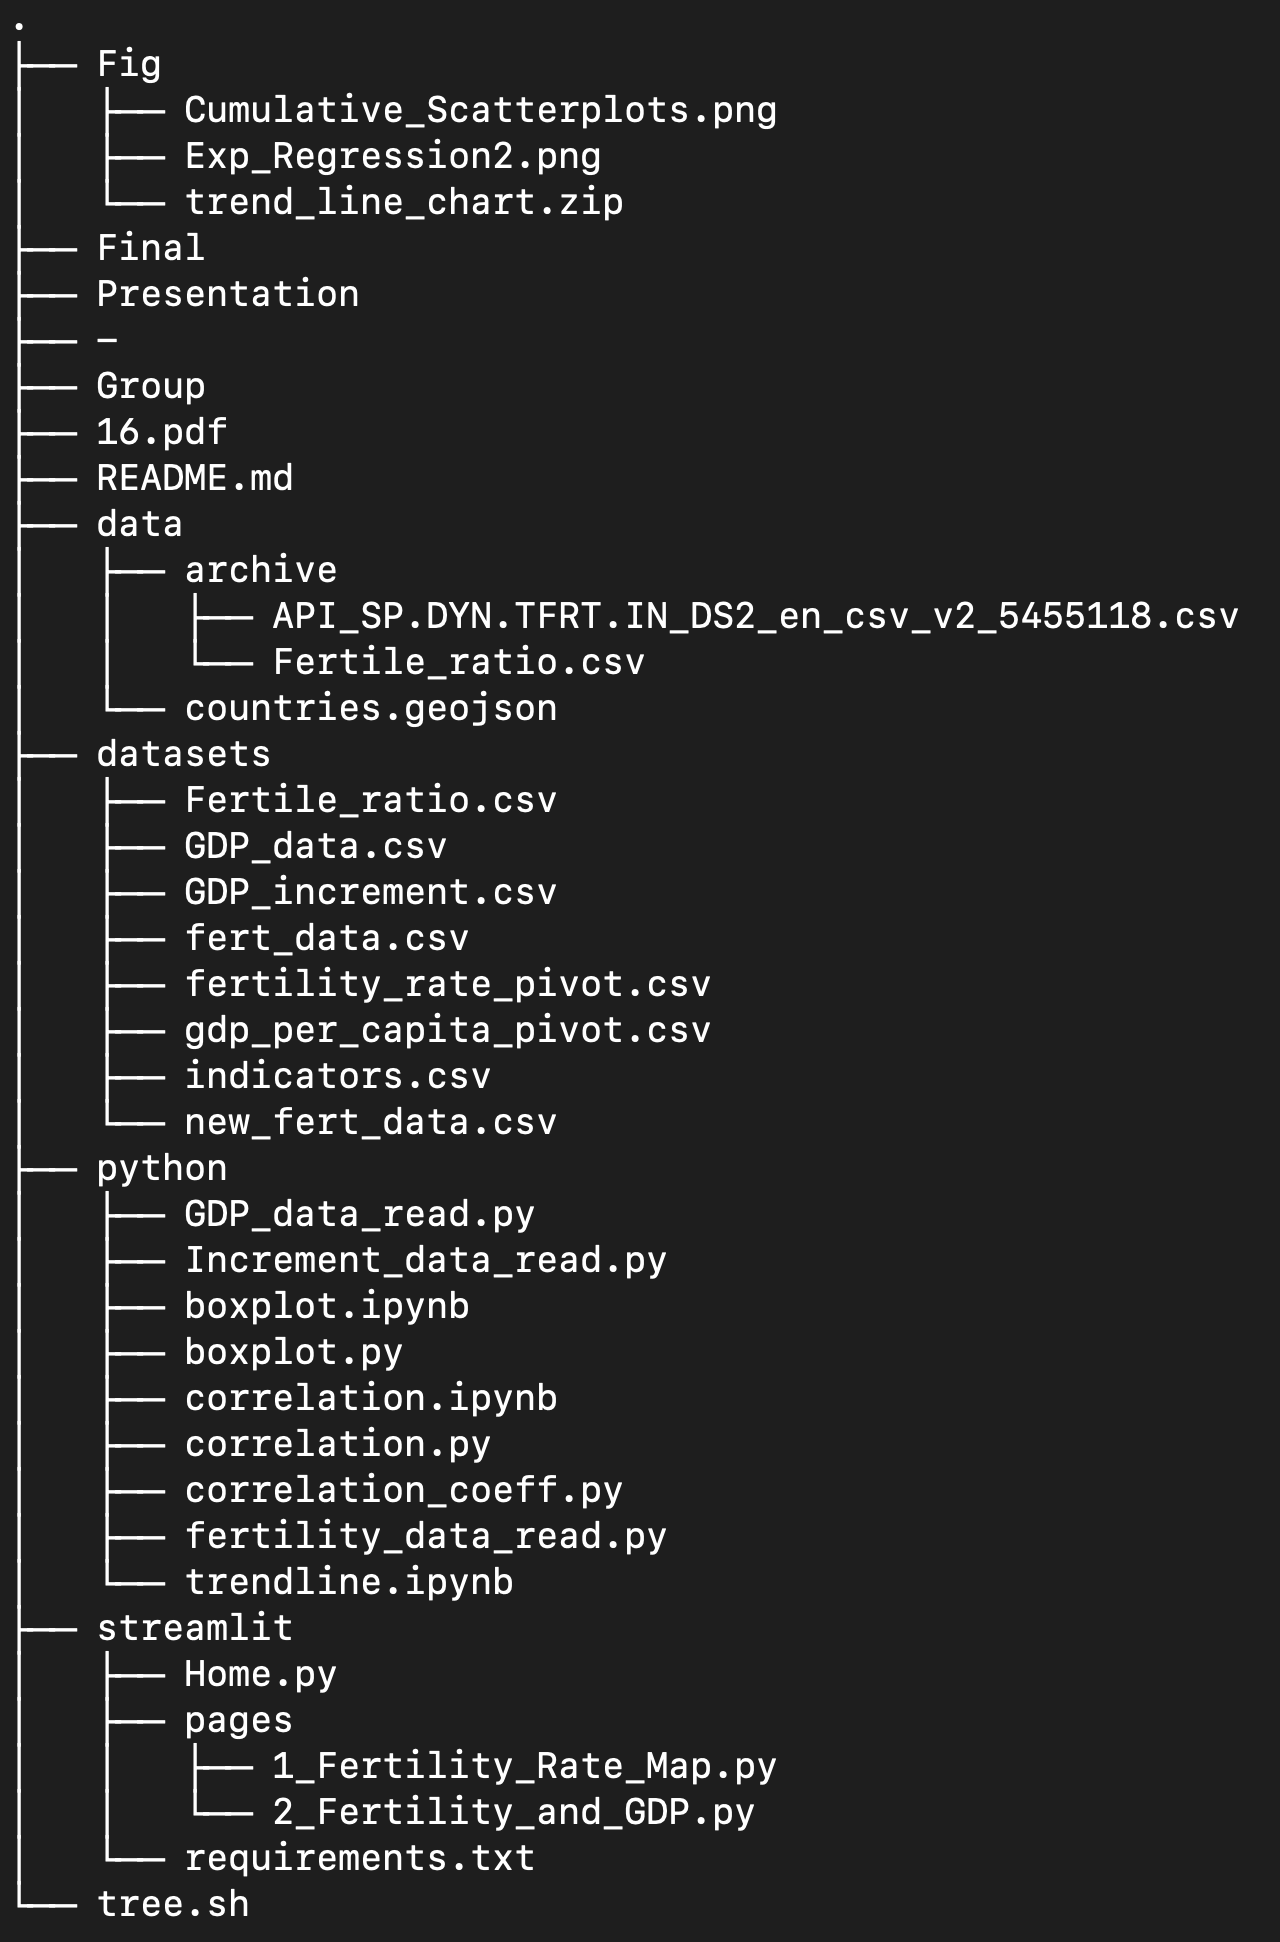 .
├── Fig
│   ├── Cumulative_Scatterplots.png
│   ├── Exp_Regression2.png
│   └── trend_line_chart.zip
├── Final
├── Presentation
├── –
├── Group
├── 16.pdf
├── README.md
├── data
│   ├── archive
│   │   ├── API_SP.DYN.TFRT.IN_DS2_en_csv_v2_5455118.csv
│   │   └── Fertile_ratio.csv
│   └── countries.geojson
├── datasets
│   ├── Fertile_ratio.csv
│   ├── GDP_data.csv
│   ├── GDP_increment.csv
│   ├── fert_data.csv
│   ├── fertility_rate_pivot.csv
│   ├── gdp_per_capita_pivot.csv
│   ├── indicators.csv
│   └── new_fert_data.csv
├── python
│   ├── GDP_data_read.py
│   ├── Increment_data_read.py
│   ├── boxplot.ipynb
│   ├── boxplot.py
│   ├── correlation.ipynb
│   ├── correlation.py
│   ├── correlation_coeff.py
│   ├── fertility_data_read.py
│   └── trendline.ipynb
├── streamlit
│   ├── Home.py
│   ├── pages
│   │   ├── 1_Fertility_Rate_Map.py
│   │   └── 2_Fertility_and_GDP.py
│   └── requirements.txt
└── tree.sh